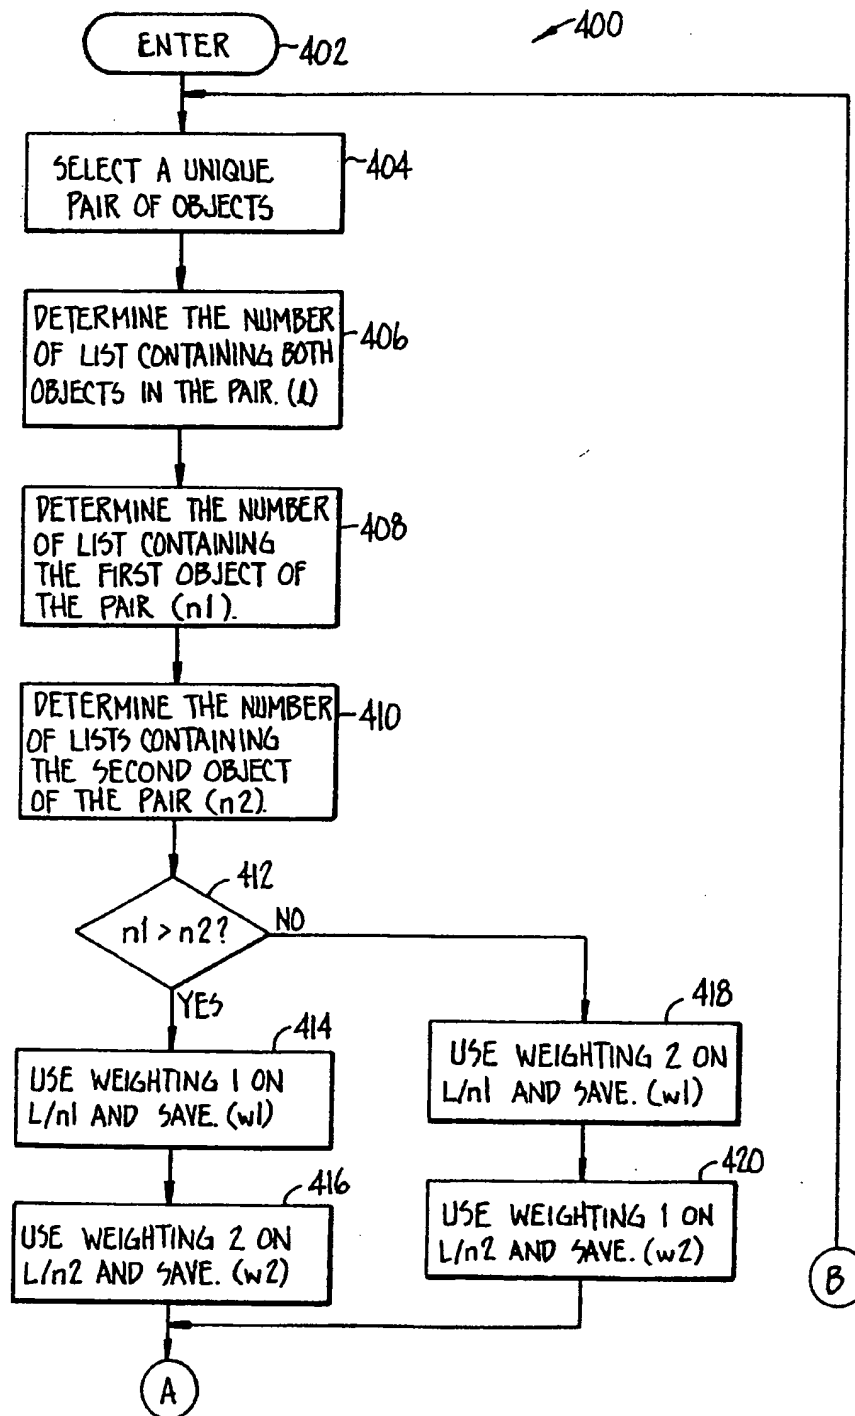 ENTER
402
400
SELECT A UNIQUE
PAIR OF OBJECTS
404
DETERMINE THE NUMBER
OF LIST CONTAINING BOTH
OBJECTS IN THE PAIR. (l)
406
DETERMINE THE NUMBER
OF LIST CONTAINING
THE FIRST OBJECT OF
THE PAIR (n1).
408
DETERMINE THE NUMBER
OF LISTS CONTAINING
THE SECOND OBJECT
OF THE PAIR (n2).
410
412
n1 > n2?
NO
YES
414
USE WEIGHTING 1 ON
L/n1 AND SAVE. (w1)
416
USE WEIGHTING 2 ON
L/n2 AND SAVE. (w2)
418
USE WEIGHTING 2 ON
L/n1 AND SAVE. (w1)
420
USE WEIGHTING 1 ON
L/n2 AND SAVE. (w2)
B
A